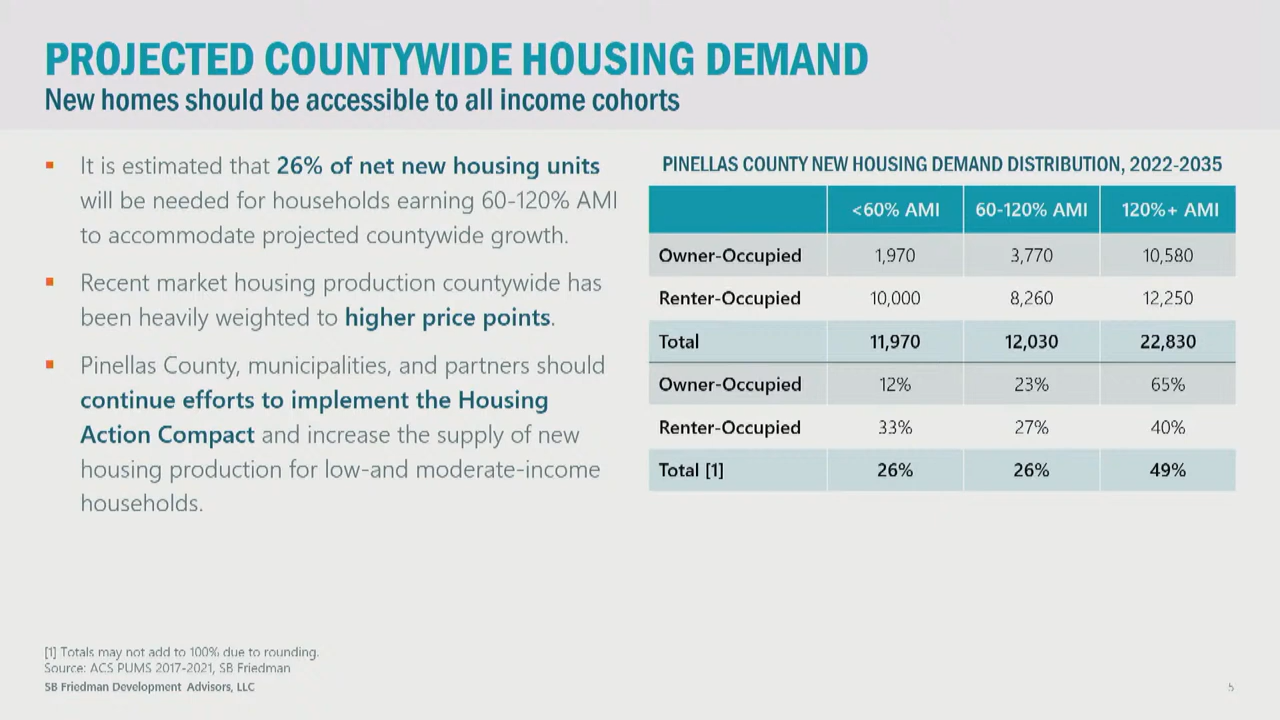 PROJECTED COUNTYWIDE HOUSING DEMAND
New homes should be accessible to all income cohorts
▪ It is estimated that 26% of net new housing units
will be needed for households earning 60-120% AMI
to accommodate projected countywide growth.
▪ Recent market housing production countywide has
been heavily weighted to higher price points.
▪ Pinellas County, municipalities, and partners should
continue efforts to implement the Housing
Action Compact and increase the supply of new
housing production for low-and moderate-income
households.
PINELLAS COUNTY NEW HOUSING DEMAND DISTRIBUTION, 2022-2035
<60% AMI 60-120% AMI 120%+ AMI
Owner-Occupied 1,970 3,770 10,580
Renter-Occupied 10,000 8,260 12,250
Total 11,970 12,030 22,830
Owner-Occupied 12% 23% 65%
Renter-Occupied 33% 27% 40%
Total [1] 26% 26% 49%
[1] Totals may not add to 100% due to rounding.
Source: ACS PUMS 2017-2021, SB Friedman
SB Friedman Development Advisors, LLC
5